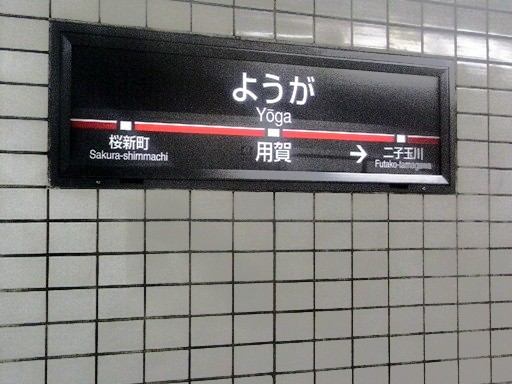 ようが
Yōga
用賀
桜新町
Sakura-shimmachi
→ 二子玉川
Futako-tamagawa